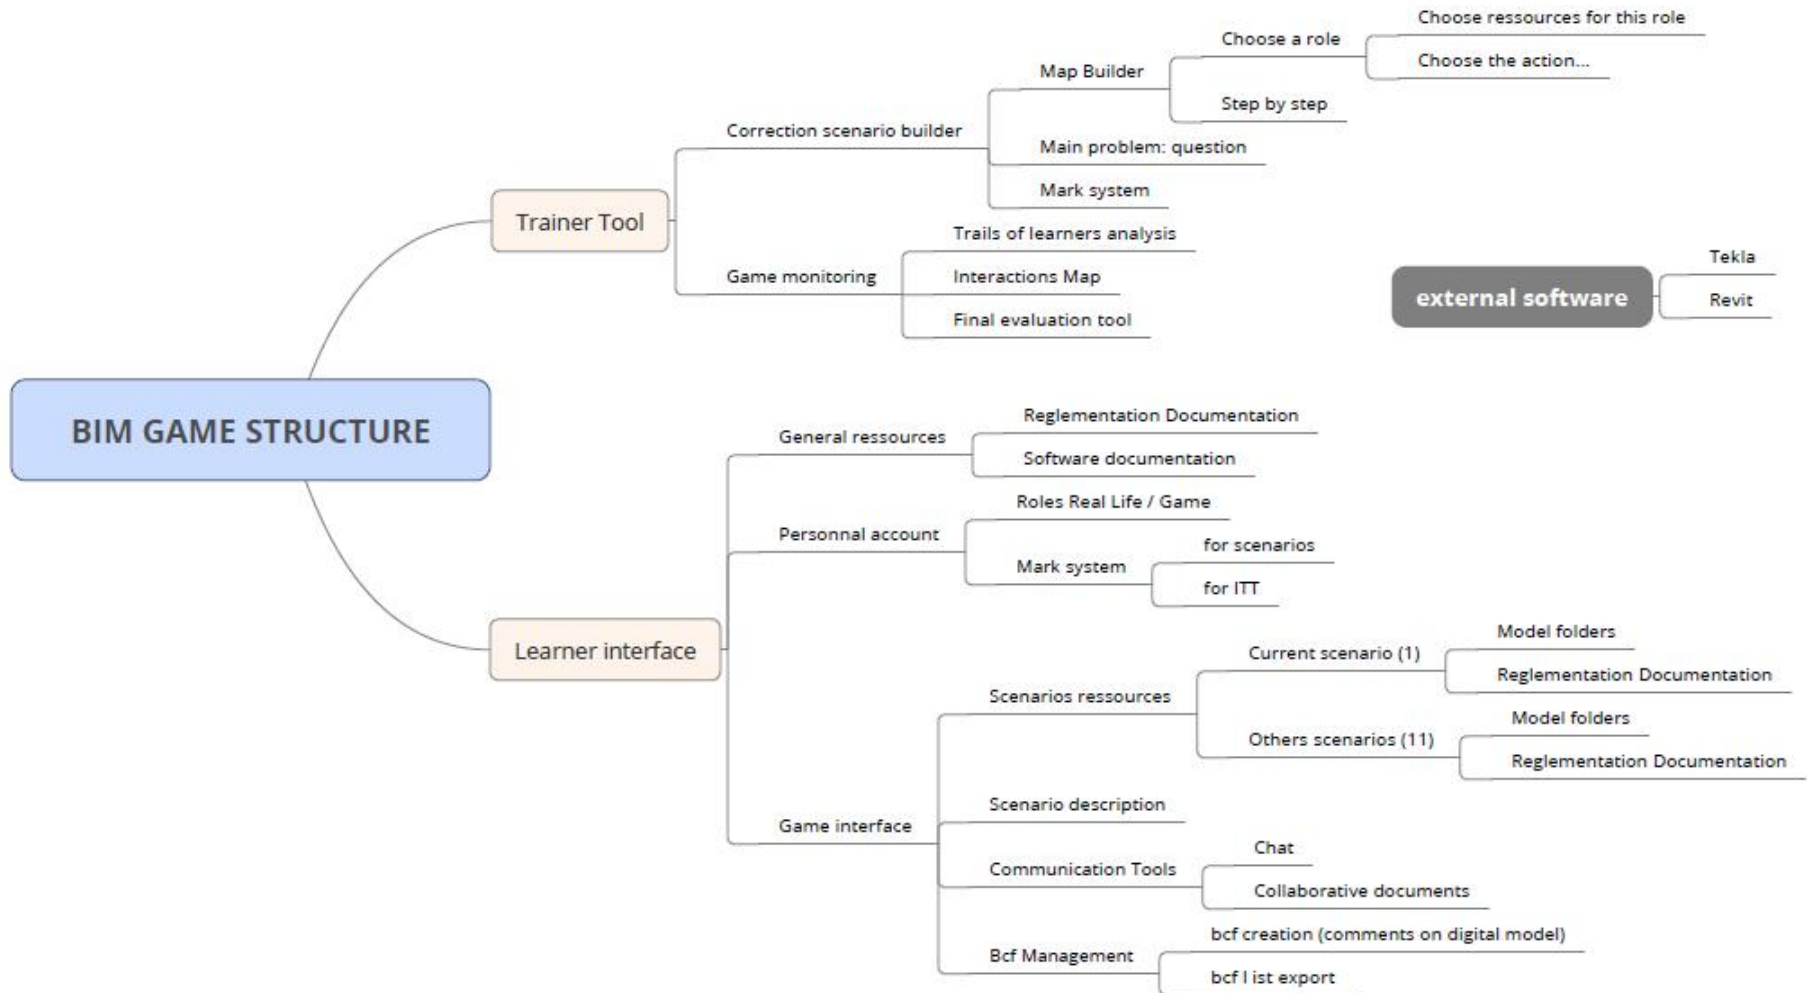 BIM GAME STRUCTURE
Trainer Tool
Correction scenario builder
Map Builder
Choose a role
Choose ressources for this role
Choose the action...
Step by step
Main problem: question
Mark system
Game monitoring
Trails of learners analysis
Interactions Map
Final evaluation tool
external software
Tekla
Revit
Learner interface
General ressources
Reglementation Documentation
Software documentation
Personnal account
Roles Real Life / Game
Mark system
for scenarios
for ITT
Game interface
Scenarios ressources
Current scenario (1)
Model folders
Reglementation Documentation
Others scenarios (11)
Model folders
Reglementation Documentation
Scenario description
Communication Tools
Chat
Collaborative documents
Bcf Management
bcf creation (comments on digital model)
bcf l ist export